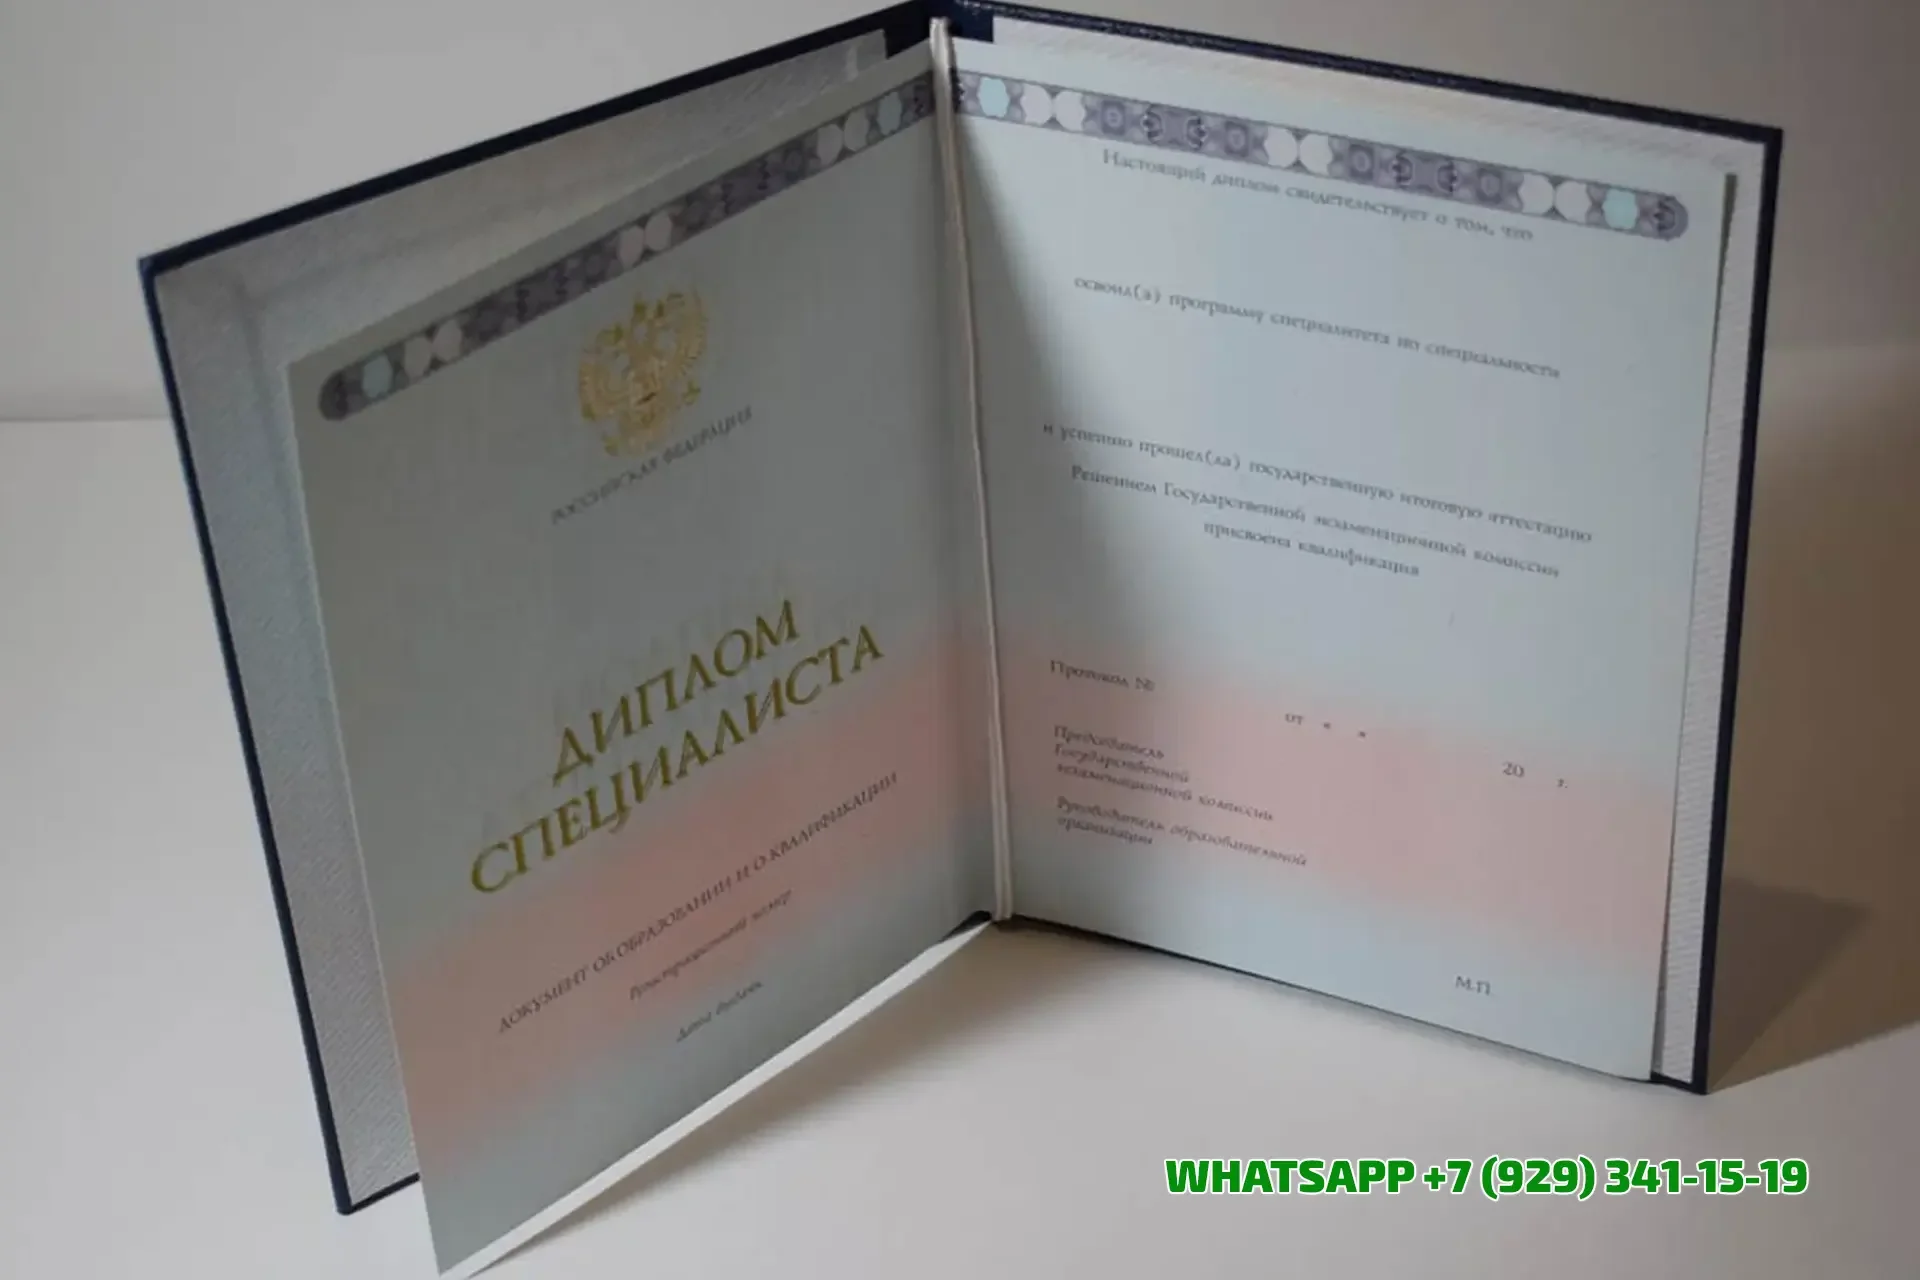 РОССИЙСКАЯ ФЕДЕРАЦИЯ
ДИПЛОМ
СПЕЦИАЛИСТА
ДОКУМЕНТ ОБ ОБРАЗОВАНИИ И О КВАЛИФИКАЦИИ
Регистрационный номер
Дата выдачи
Настоящий диплом свидетельствует о том, что
освоил(а) программу специалитета по специальности
и успешно прошел(ла) государственную итоговую аттестацию
Решением Государственной экзаменационной комиссии
присвоена квалификация
Протокол №
от « »
20 г.
Председатель
Государственной
экзаменационной комиссии
Руководитель образовательной
организации
М.П.
WHATSAPP +7 (929) 341-15-19